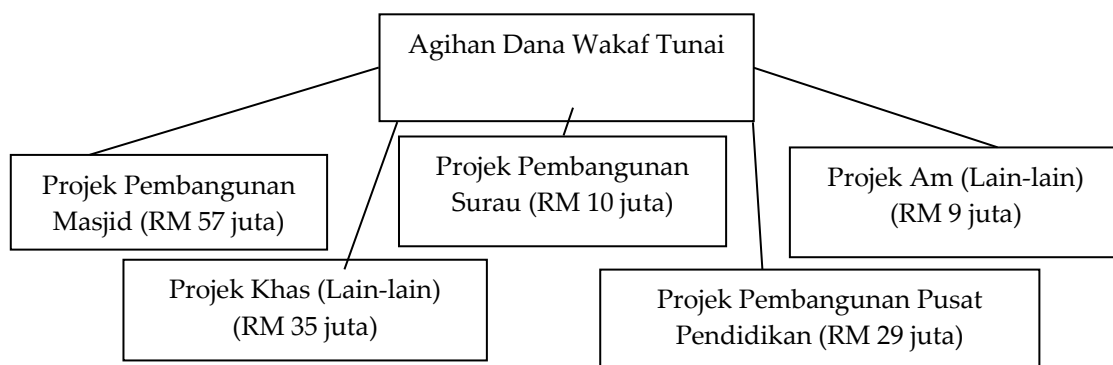 Agihan Dana Wakaf Tunai
Projek Pembangunan
Masjid (RM 57 juta)
Projek Pembangunan
Surau (RM 10 juta)
Projek Am (Lain-lain)
(RM 9 juta)
Projek Khas (Lain-lain)
(RM 35 juta)
Projek Pembangunan Pusat
Pendidikan (RM 29 juta)